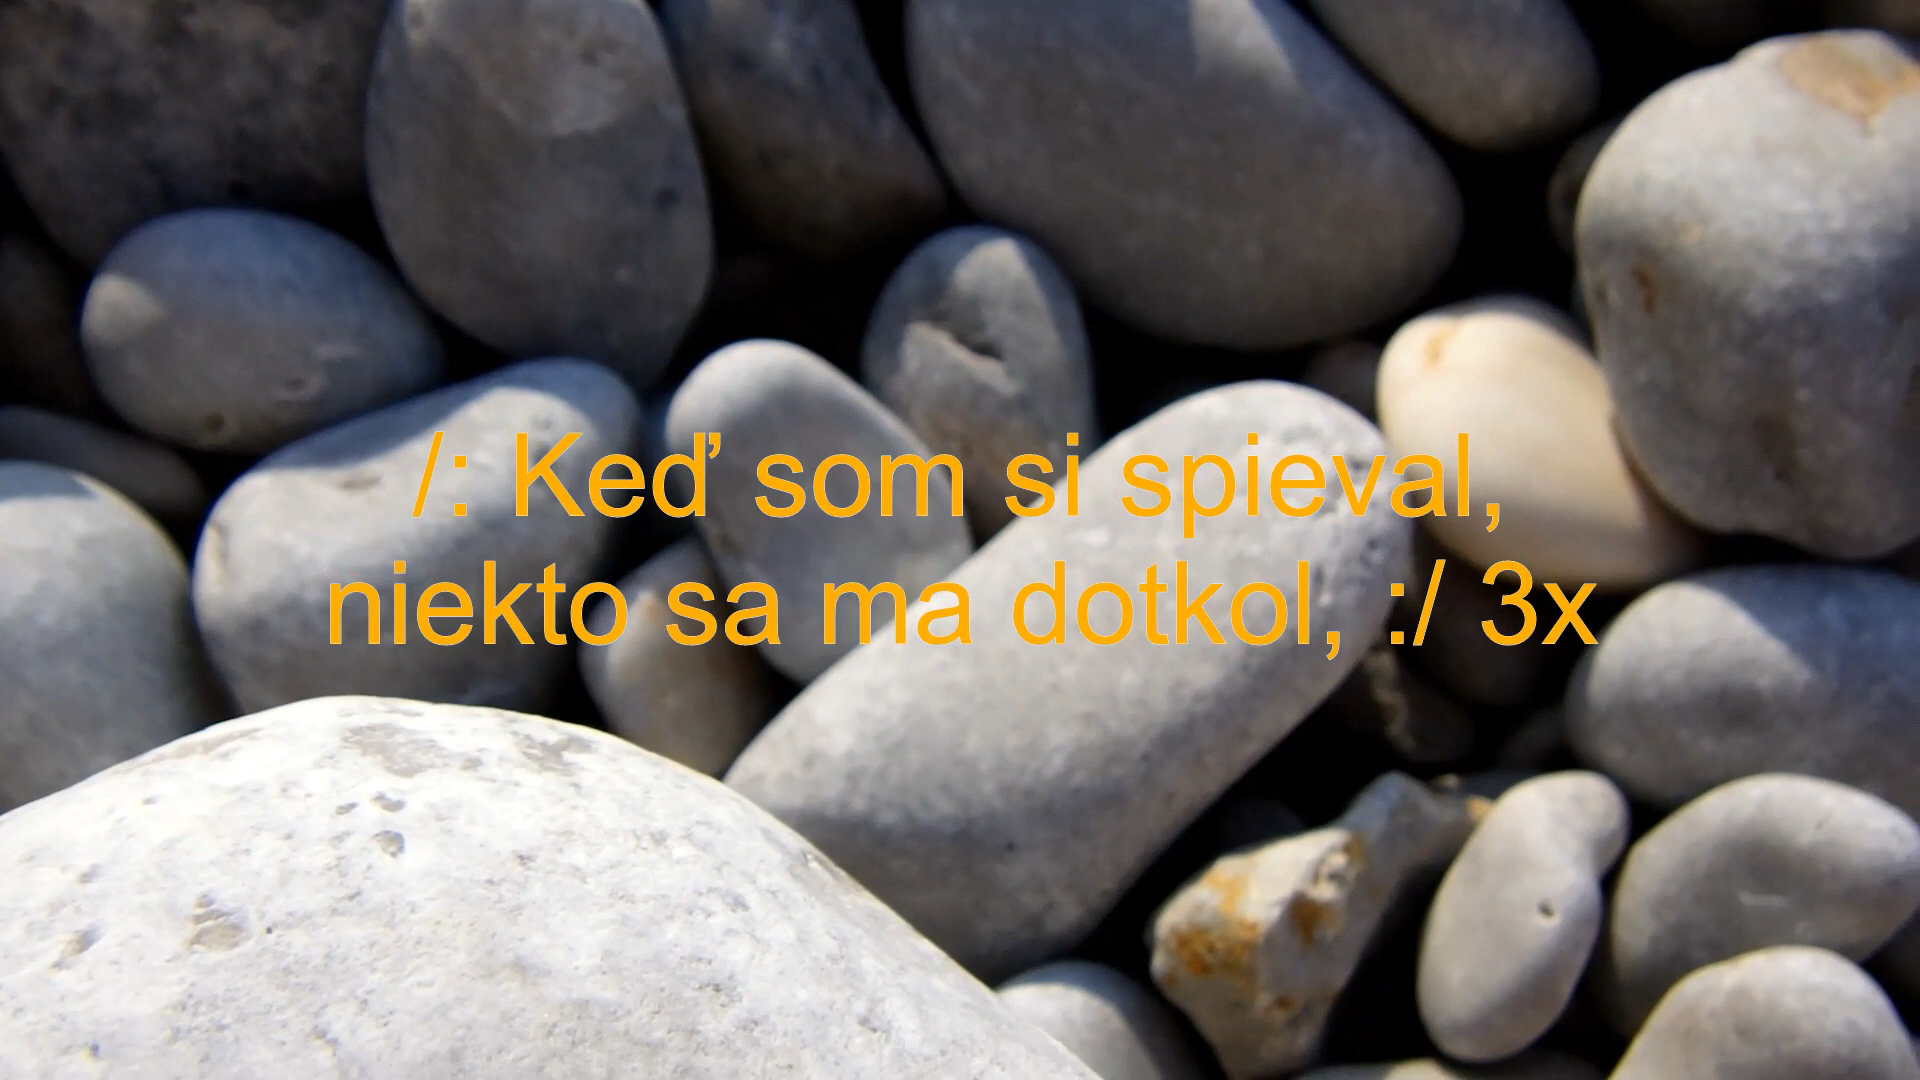 /: Keď som si spieval,
niekto sa ma dotkol, :/ 3x